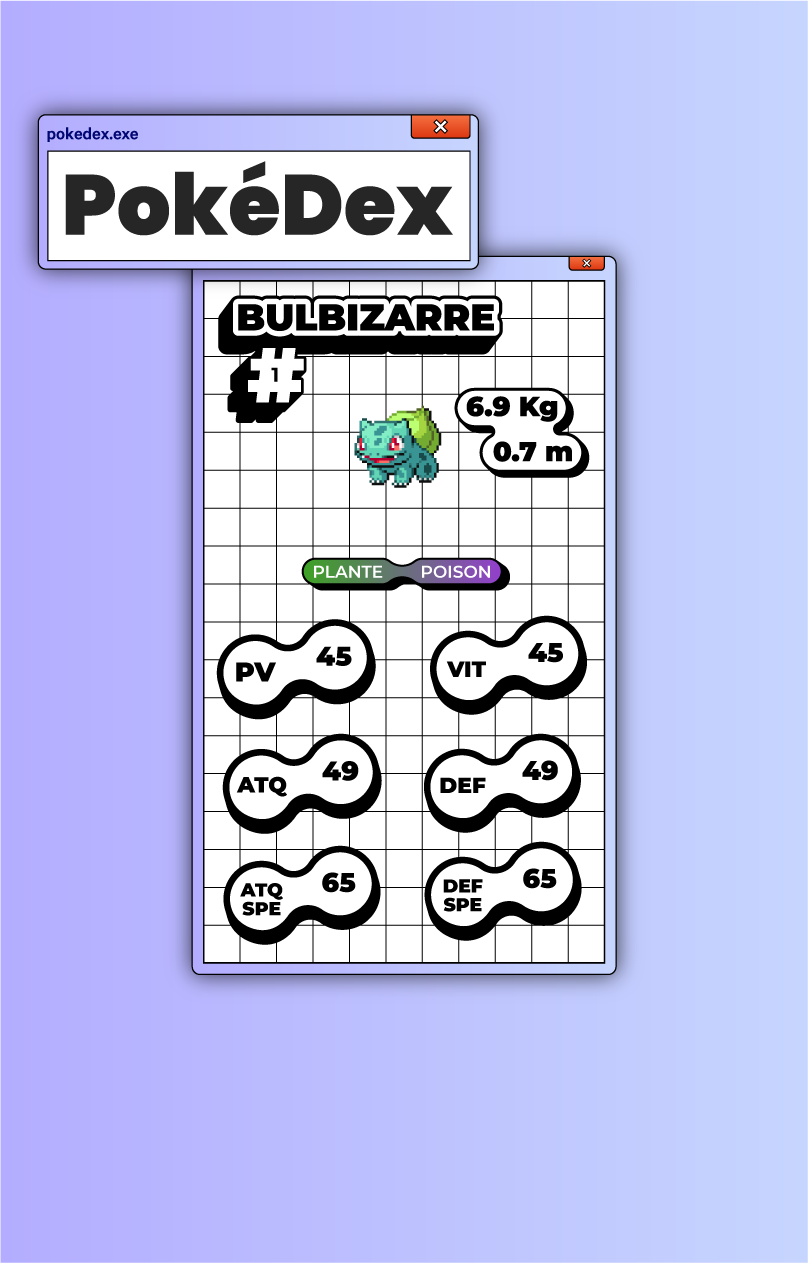 pokedex.exe
PokéDex
BULBIZARRE
#
1
6.9 Kg
0.7 m
PLANTE POISON
PV 45
VIT 45
ATQ 49
DEF 49
ATQ
SPE
65
DEF
SPE
65